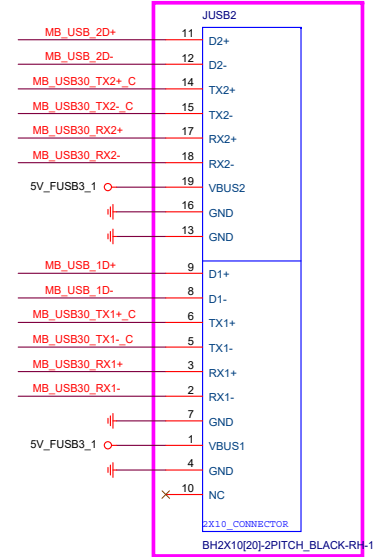 JUSB2
MB_USB_2D+ 11 D2+
MB_USB_2D- 12 D2-
MB_USB30_TX2+_C 14 TX2+
MB_USB30_TX2-_C 15 TX2-
MB_USB30_RX2+ 17 RX2+
MB_USB30_RX2- 18 RX2-
5V_FUSB3_1 19 VBUS2
16 GND
13 GND
MB_USB_1D+ 9 D1+
MB_USB_1D- 8 D1-
MB_USB30_TX1+_C 6 TX1+
MB_USB30_TX1-_C 5 TX1-
MB_USB30_RX1+ 3 RX1+
MB_USB30_RX1- 2 RX1-
7 GND
5V_FUSB3_1 1 VBUS1
4 GND
10 NC
2X10_CONNECTOR
BH2X10[20]-2PITCH_BLACK-RH-1